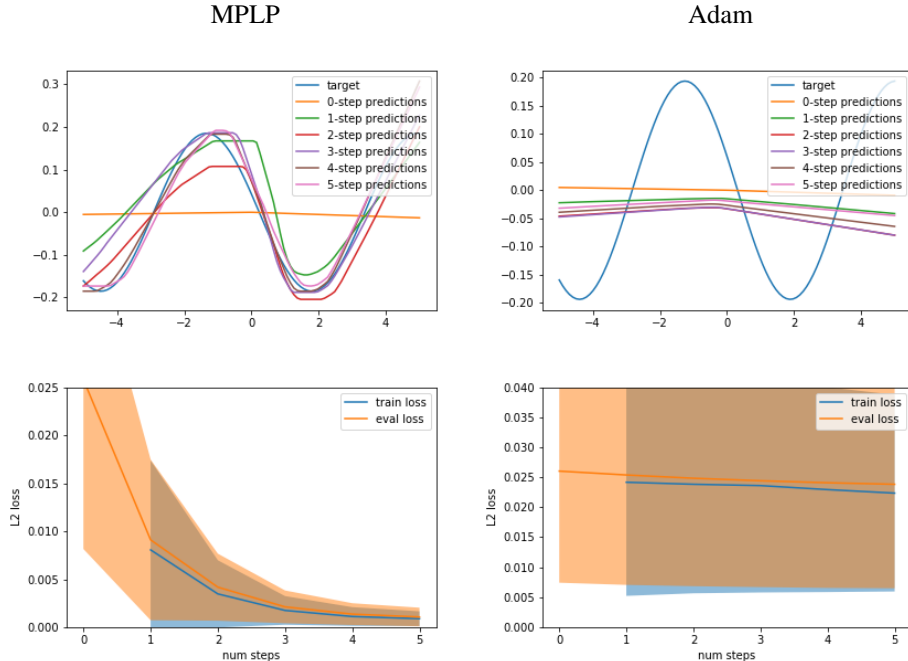 MPLP
Adam
0.3
0.2
0.1
0.0
−0.1
−0.2
−4
−2
0
2
4
target
0-step predictions
1-step predictions
2-step predictions
3-step predictions
4-step predictions
5-step predictions
0.20
0.15
0.10
0.05
0.00
−0.05
−0.10
−0.15
−0.20
−4
−2
0
2
4
target
0-step predictions
1-step predictions
2-step predictions
3-step predictions
4-step predictions
5-step predictions
0.025
0.020
0.015
0.010
0.005
0.000
L2 loss
0
1
2
3
4
5
num steps
train loss
eval loss
0.040
0.035
0.030
0.025
0.020
0.015
0.010
0.005
0.000
L2 loss
0
1
2
3
4
5
num steps
train loss
eval loss